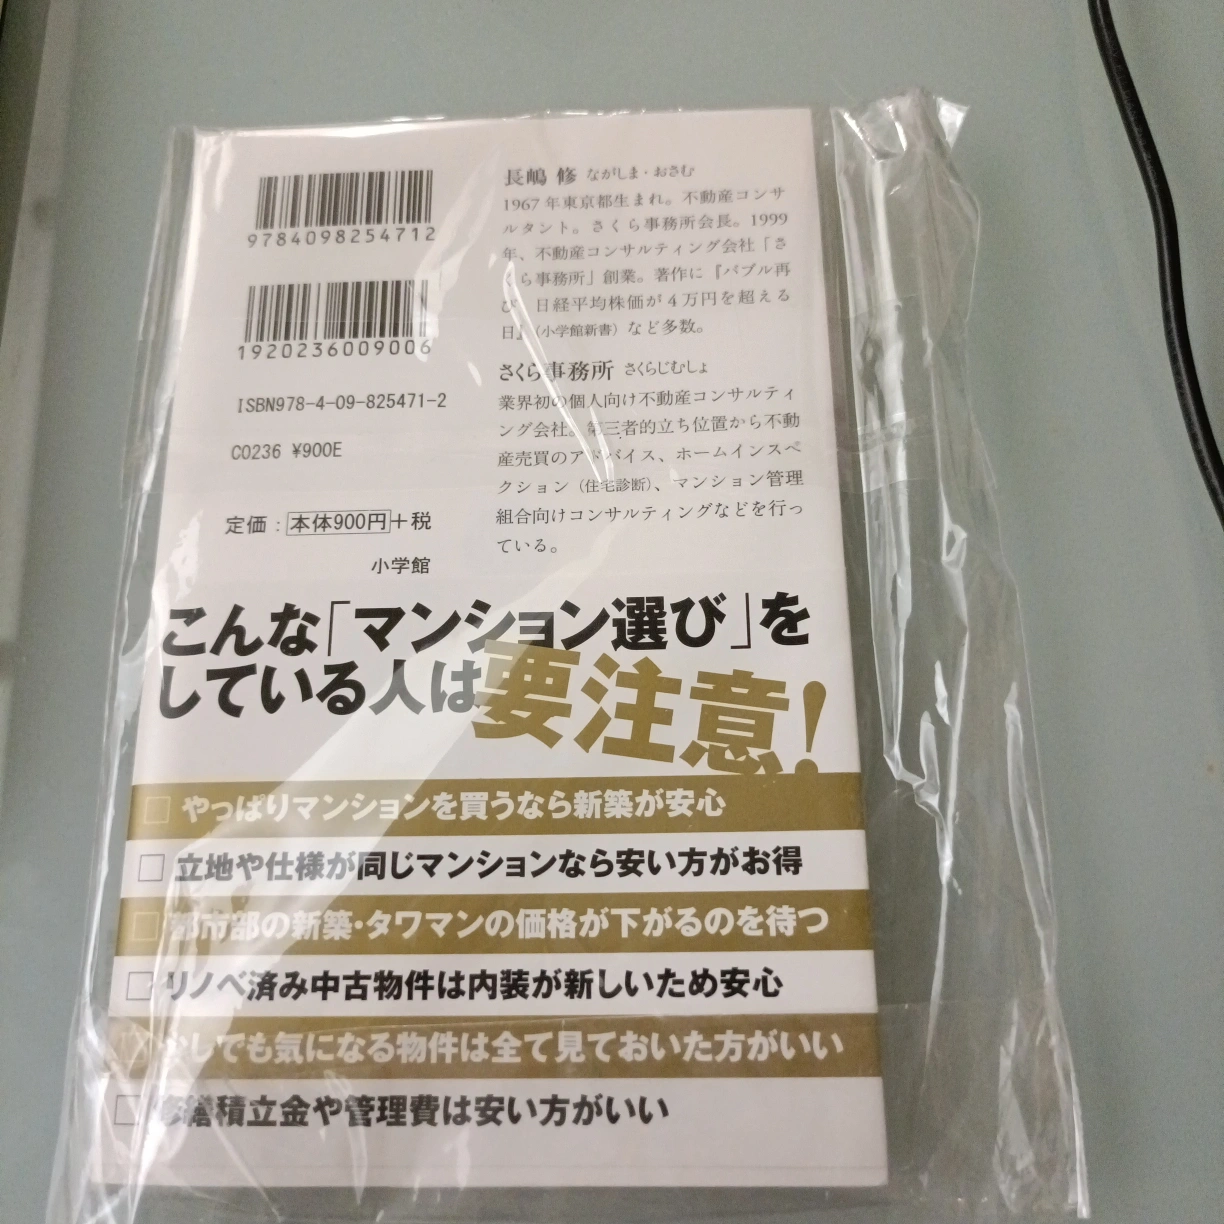 9784098254712
1920236009006
ISBN978-4-09-825471-2
C0236 ¥900E
定価：本体900円+税
小学館
長嶋 修 ながしま・おさむ
1967年東京都生まれ。不動産コンサ
ルタント。さくら事務所会長。1999
年、不動産コンサルティング会社「さ
くら事務所」創業。著作に『バブル再
び 日経平均株価が4万円を超える
日』(小学館新書)など多数。
さくら事務所 さくらじむしょ
業界初の個人向け不動産コンサルティ
ング会社。第三者的立ち位置から不動
産売買のアドバイス、ホームインスペ
クション(住宅診断)、マンション管理
組合向けコンサルティングなどを行っ
ている。
こんな「マンション選び」を
している人は要注意!
□ やっぱりマンションを買うなら新築が安心
□ 立地や仕様が同じマンションなら安い方がお得
□ 都市部の新築・タワマンの価格が下がるのを待つ
□ リノベ済み中古物件は内装が新しいため安心
□ 少しでも気になる物件は全て見ておいた方がいい
□ 修繕積立金や管理費は安い方がいい